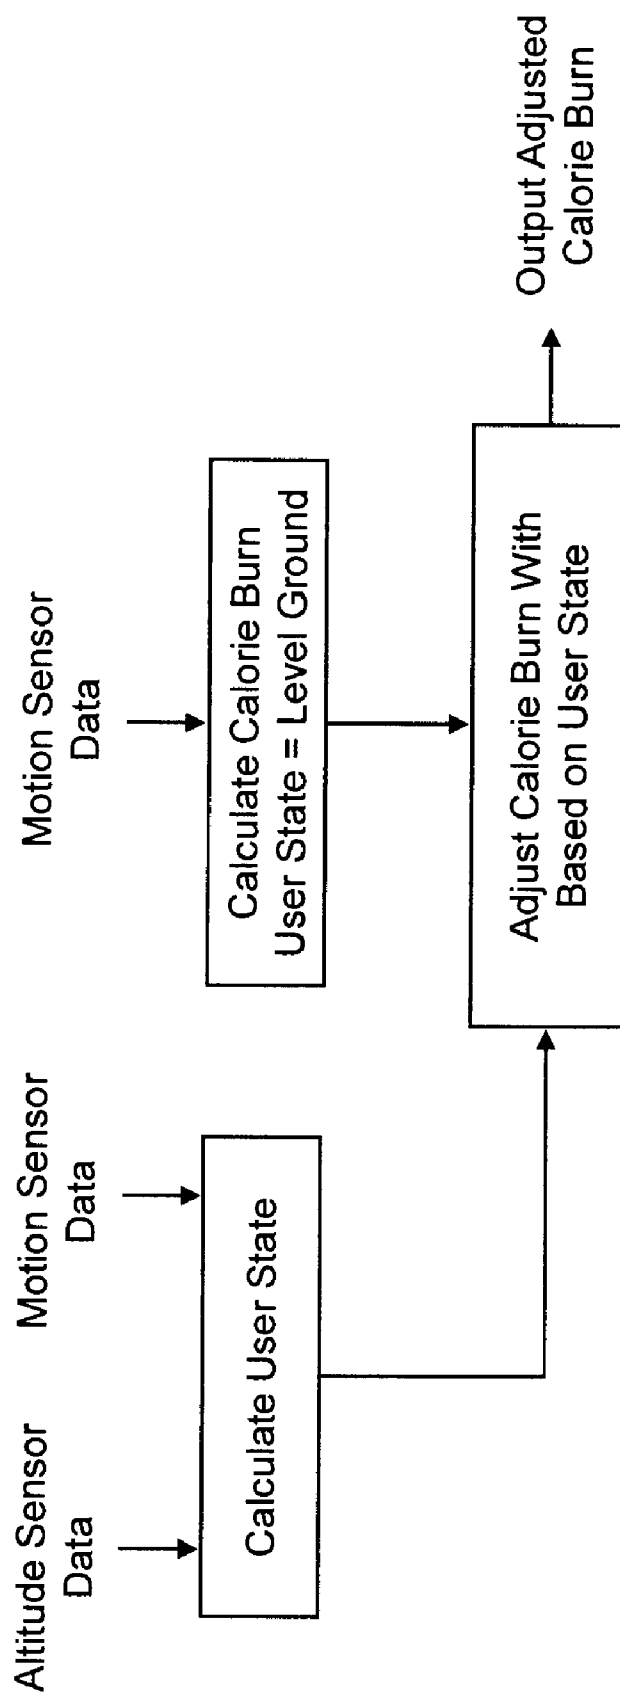 Altitude Sensor
Data
Motion Sensor
Data
Motion Sensor
Data
Calculate User State
Calculate Calorie Burn
User State = Level Ground
Adjust Calorie Burn With
Based on User State
Output Adjusted
Calorie Burn